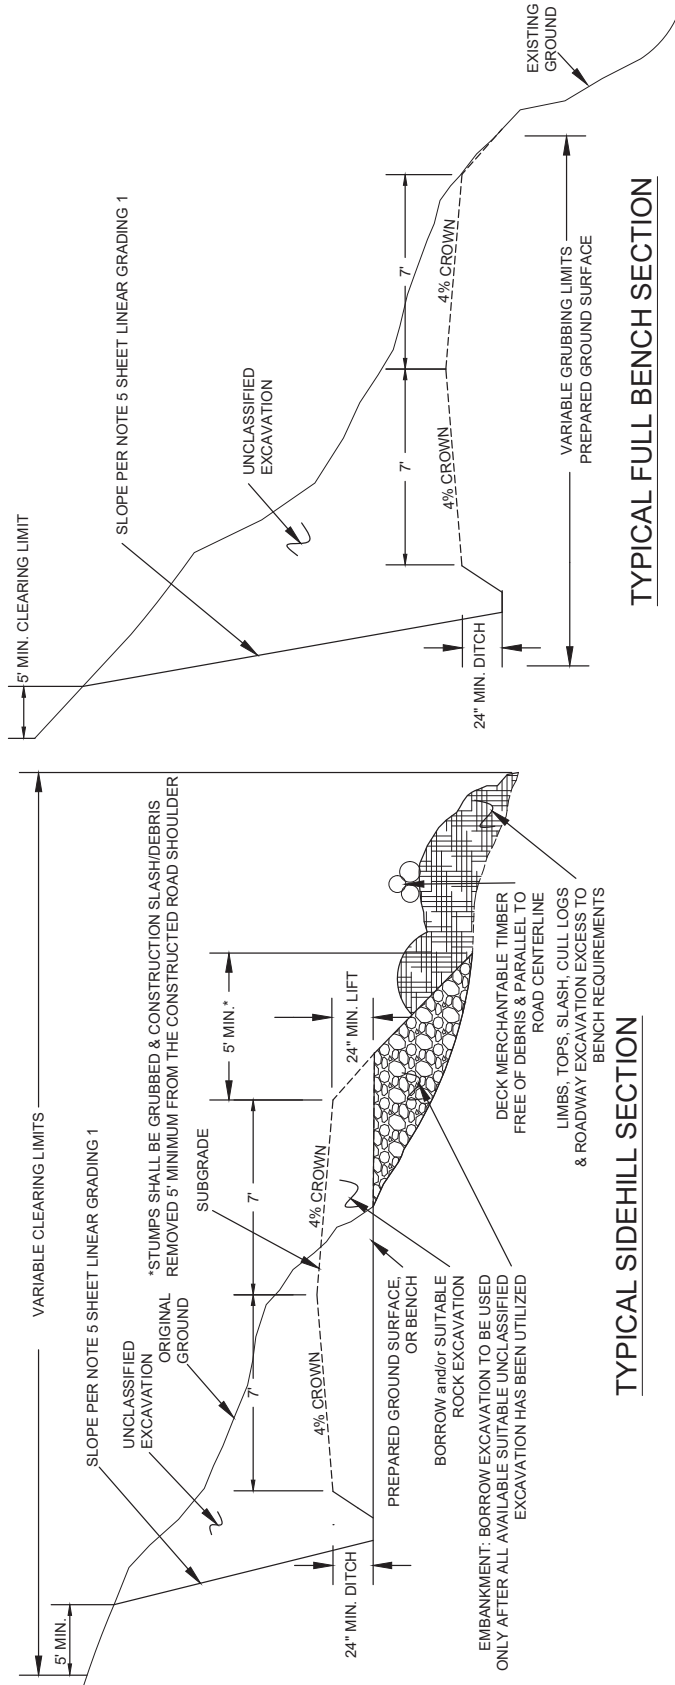 VARIABLE CLEARING LIMITS
5' MIN.
SLOPE PER NOTE 5 SHEET LINEAR GRADING 1
UNCLASSIFIED
EXCAVATION
ORIGINAL
GROUND
*STUMPS SHALL BE GRUBBED & CONSTRUCTION SLASH/DEBRIS
REMOVED 5' MINIMUM FROM THE CONSTRUCTED ROAD SHOULDER
SUBGRADE
5' MIN.*
7'
7'
4% CROWN
4% CROWN
24" MIN. LIFT
24" MIN. DITCH
PREPARED GROUND SURFACE,
OR BENCH
BORROW and/or SUITABLE
ROCK EXCAVATION
EMBANKMENT: BORROW EXCAVATION TO BE USED
ONLY AFTER ALL AVAILABLE SUITABLE UNCLASSIFIED
EXCAVATION HAS BEEN UTILIZED
DECK MERCHANTABLE TIMBER
FREE OF DEBRIS & PARALLEL TO
ROAD CENTERLINE
LIMBS, TOPS, SLASH, CULL LOGS
& ROADWAY EXCAVATION EXCESS TO
BENCH REQUIREMENTS
TYPICAL SIDEHILL SECTION
5' MIN. CLEARING LIMIT
SLOPE PER NOTE 5 SHEET LINEAR GRADING 1
UNCLASSIFIED
EXCAVATION
7'
7'
4% CROWN
4% CROWN
24" MIN. DITCH
EXISTING
GROUND
VARIABLE GRUBBING LIMITS
PREPARED GROUND SURFACE
TYPICAL FULL BENCH SECTION